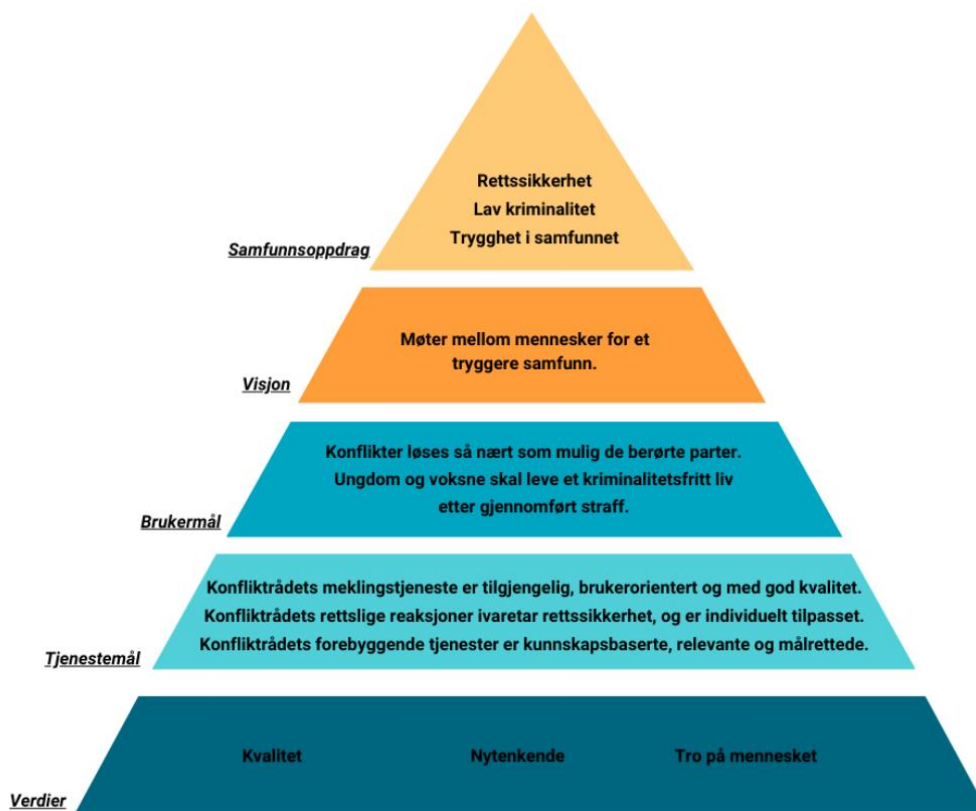 Rettssikkerhet
Lav kriminalitet
Trygghet i samfunnet
Samfunnsoppdrag
Møter mellom mennesker for et
tryggere samfunn.
Visjon
Konflikter løses så nært som mulig de berørte parter.
Ungdom og voksne skal leve et kriminalitetsfritt liv
etter gjennomført straff.
Brukermål
Konfliktrådets meklingstjeneste er tilgjengelig, brukerorientert og med god kvalitet.
Konfliktrådets rettslige reaksjoner ivaretar rettssikkerhet, og er individuelt tilpasset.
Konfliktrådets forebyggende tjenester er kunnskapsbaserte, relevante og målrettede.
Tjenestemål
Kvalitet Nytenkende Tro på mennesket
Verdier